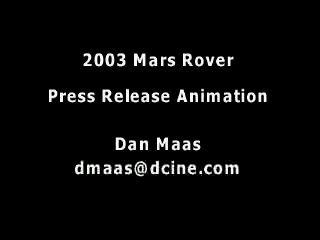 2003 Mars Rover
Press Release Animation
Dan Maas
dmaas@dcine.com